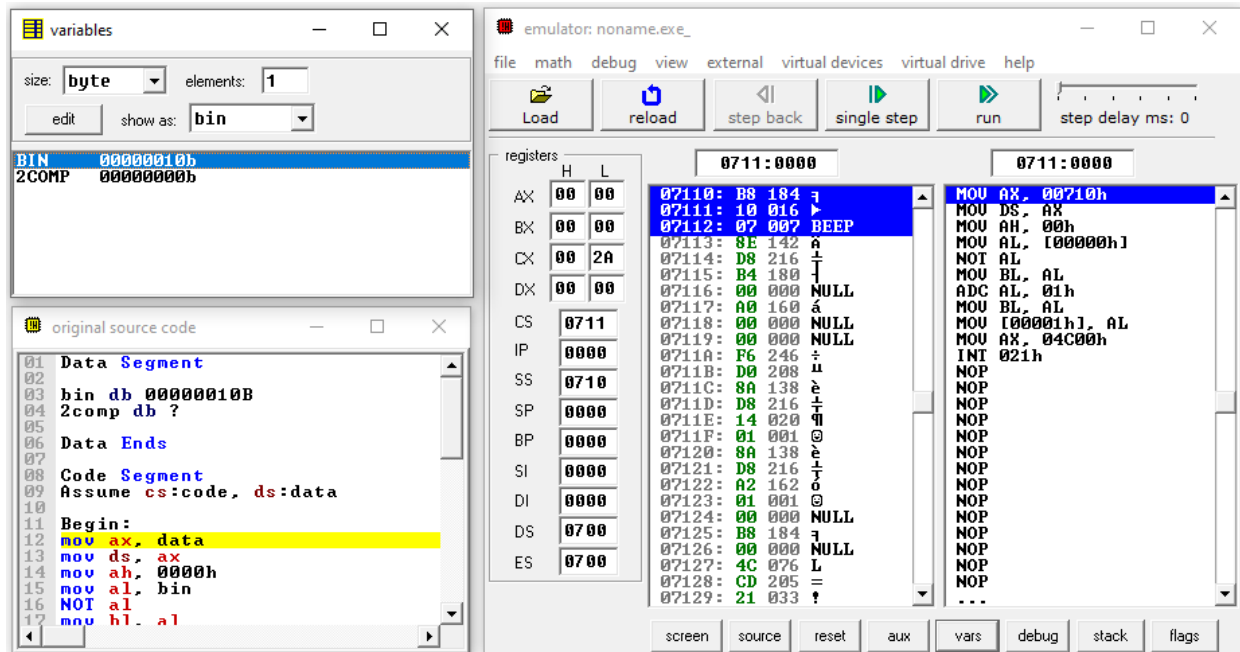 variables
size: byte elements: 1
edit show as: bin
BIN 00000010b
2COMP 00000000b
original source code
01 Data Segment
02
03 bin db 00000010B
04 2comp db ?
05
06 Data Ends
07
08 Code Segment
09 Assume cs:code, ds:data
10
11 Begin:
12 mov ax, data
13 mov ds, ax
14 mov ah, 0000h
15 mov al, bin
16 NOT al
17 mov bl, al
emulator: noname.exe_
file math debug view external virtual devices virtual drive help
Load reload step back single step run step delay ms: 0
registers
H L
AX 00 00
BX 00 00
CX 00 2A
DX 00 00
CS 0711
IP 0000
SS 0710
SP 0000
BP 0000
SI 0000
DI 0000
DS 0700
ES 0700
0711:0000
07110: B8 184 ╕
07111: 10 016 ►
07112: 07 007 BEEP
07113: 8E 142 Ä
07114: D8 216 ╪
07115: B4 180 ┤
07116: 00 000 NULL
07117: A0 160 á
07118: 00 000 NULL
07119: 00 000 NULL
0711A: F6 246 ÷
0711B: D0 208 ╨
0711C: 8A 138 è
0711D: D8 216 ╪
0711E: 14 020 ¶
0711F: 01 001 ☺
07120: 8A 138 è
07121: D8 216 ╪
07122: A2 162 ó
07123: 01 001 ☺
07124: 00 000 NULL
07125: B8 184 ╕
07126: 00 000 NULL
07127: 4C 076 L
07128: CD 205 ═
07129: 21 033 !
0711:0000
MOV AX, 00710h
MOV DS, AX
MOV AH, 00h
MOV AL, [00000h]
NOT AL
MOV BL, AL
ADC AL, 01h
MOV BL, AL
MOV [00001h], AL
MOV AX, 04C00h
INT 021h
NOP
NOP
NOP
NOP
NOP
NOP
NOP
NOP
NOP
NOP
NOP
NOP
NOP
...
screen source reset aux vars debug stack flags